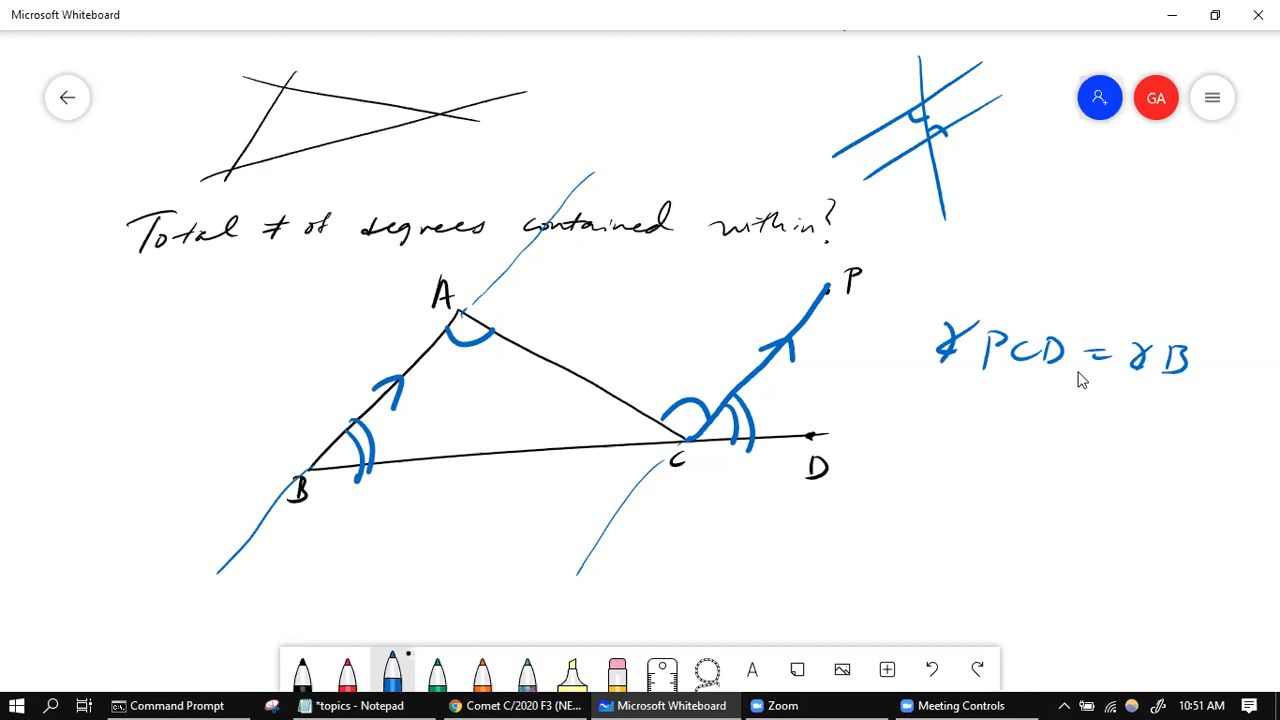 Microsoft Whiteboard
GA
Total # of degrees contained within?
A
P
∢ PCD = ∢ B
C
D
B
A
Command Prompt
*topics - Notepad
Comet C/2020 F3 (NE...
Microsoft Whiteboard
Zoom
Meeting Controls
10:51 AM